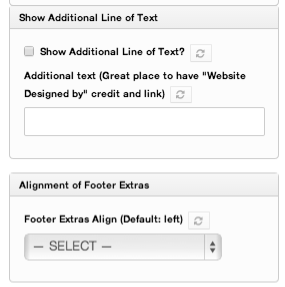 Show Additional Line of Text
Show Additional Line of Text?
Additional text (Great place to have "Website
Designed by" credit and link)
Alignment of Footer Extras
Footer Extras Align (Default: left)
— SELECT —